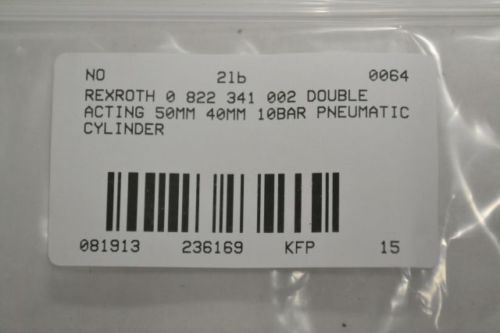 NO 21b 0064
REXROTH 0 822 341 002 DOUBLE
ACTING 50MM 40MM 10BAR PNEUMATIC
CYLINDER
081913 236169 KFP 15